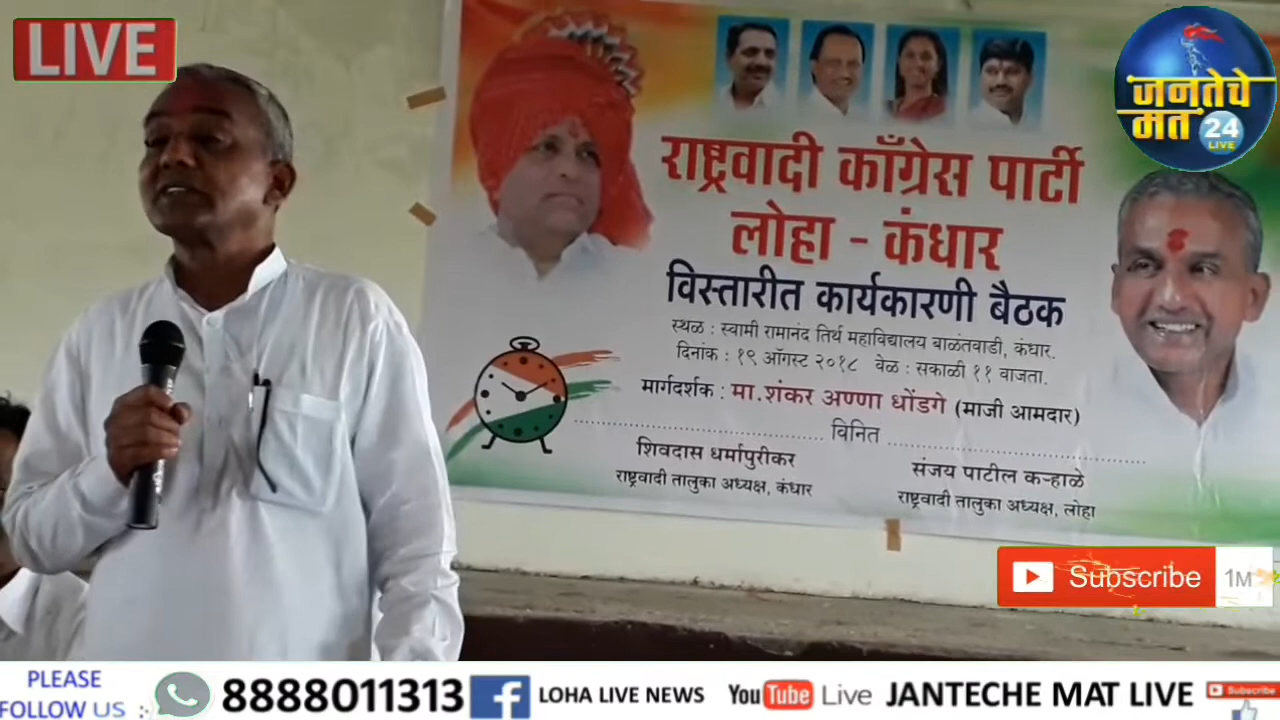 LIVE
जनतेचे
मत 24
LIVE
राष्ट्रवादी काँग्रेस पार्टी
लोहा - कंधार
विस्तारीत कार्यकारणी बैठक
स्थळ : स्वामी रामानंद तिर्थ महाविद्यालय बाळंतवाडी, कंधार.
दिनांक : १९ ऑगस्ट २०१८ वेळ : सकाळी ११ वाजता.
मार्गदर्शक : मा.शंकर अण्णा धोंडगे (माजी आमदार)
विनित
शिवदास धर्मापुरीकर
राष्ट्रवादी तालुका अध्यक्ष, कंधार
संजय पाटील कऱ्हाळे
राष्ट्रवादी तालुका अध्यक्ष, लोहा
Subscribe 1M
PLEASE
FOLLOW US :- 8888011313 f LOHA LIVE NEWS YouTube Live JANTECHE MAT LIVE Subscribe